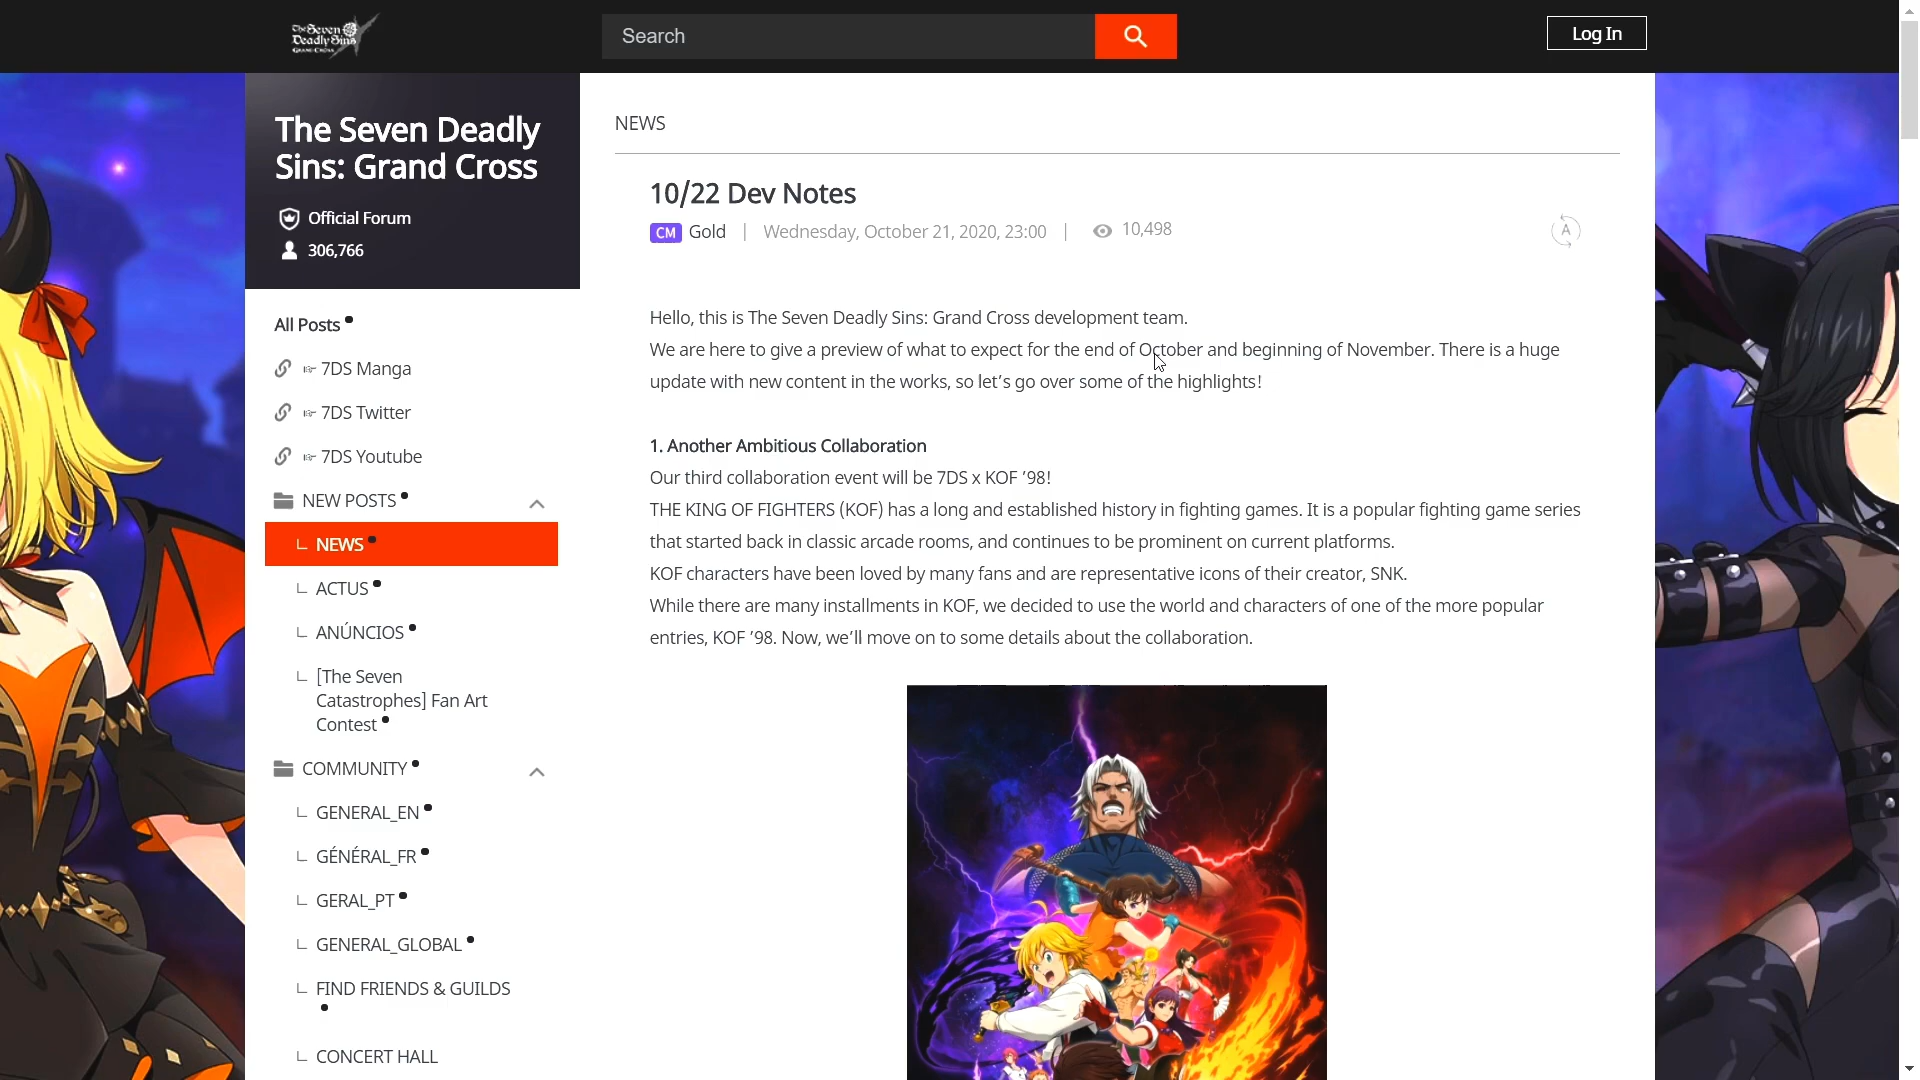 The Seven
Deadly Sins
GRAND CROSS
Search
Log In
The Seven Deadly
Sins: Grand Cross
Official Forum
306,766
All Posts
☞ 7DS Manga
☞ 7DS Twitter
☞ 7DS Youtube
NEW POSTS
NEWS
ACTUS
ANÚNCIOS
[The Seven
Catastrophes] Fan Art
Contest
COMMUNITY
GENERAL_EN
GÉNÉRAL_FR
GERAL_PT
GENERAL_GLOBAL
FIND FRIENDS & GUILDS
CONCERT HALL
NEWS
10/22 Dev Notes
CM Gold | Wednesday, October 21, 2020, 23:00 | 10,498
A
Hello, this is The Seven Deadly Sins: Grand Cross development team.
We are here to give a preview of what to expect for the end of October and beginning of November. There is a huge
update with new content in the works, so let’s go over some of the highlights!
1. Another Ambitious Collaboration
Our third collaboration event will be 7DS x KOF ’98!
THE KING OF FIGHTERS (KOF) has a long and established history in fighting games. It is a popular fighting game series
that started back in classic arcade rooms, and continues to be prominent on current platforms.
KOF characters have been loved by many fans and are representative icons of their creator, SNK.
While there are many installments in KOF, we decided to use the world and characters of one of the more popular
entries, KOF ’98. Now, we’ll move on to some details about the collaboration.